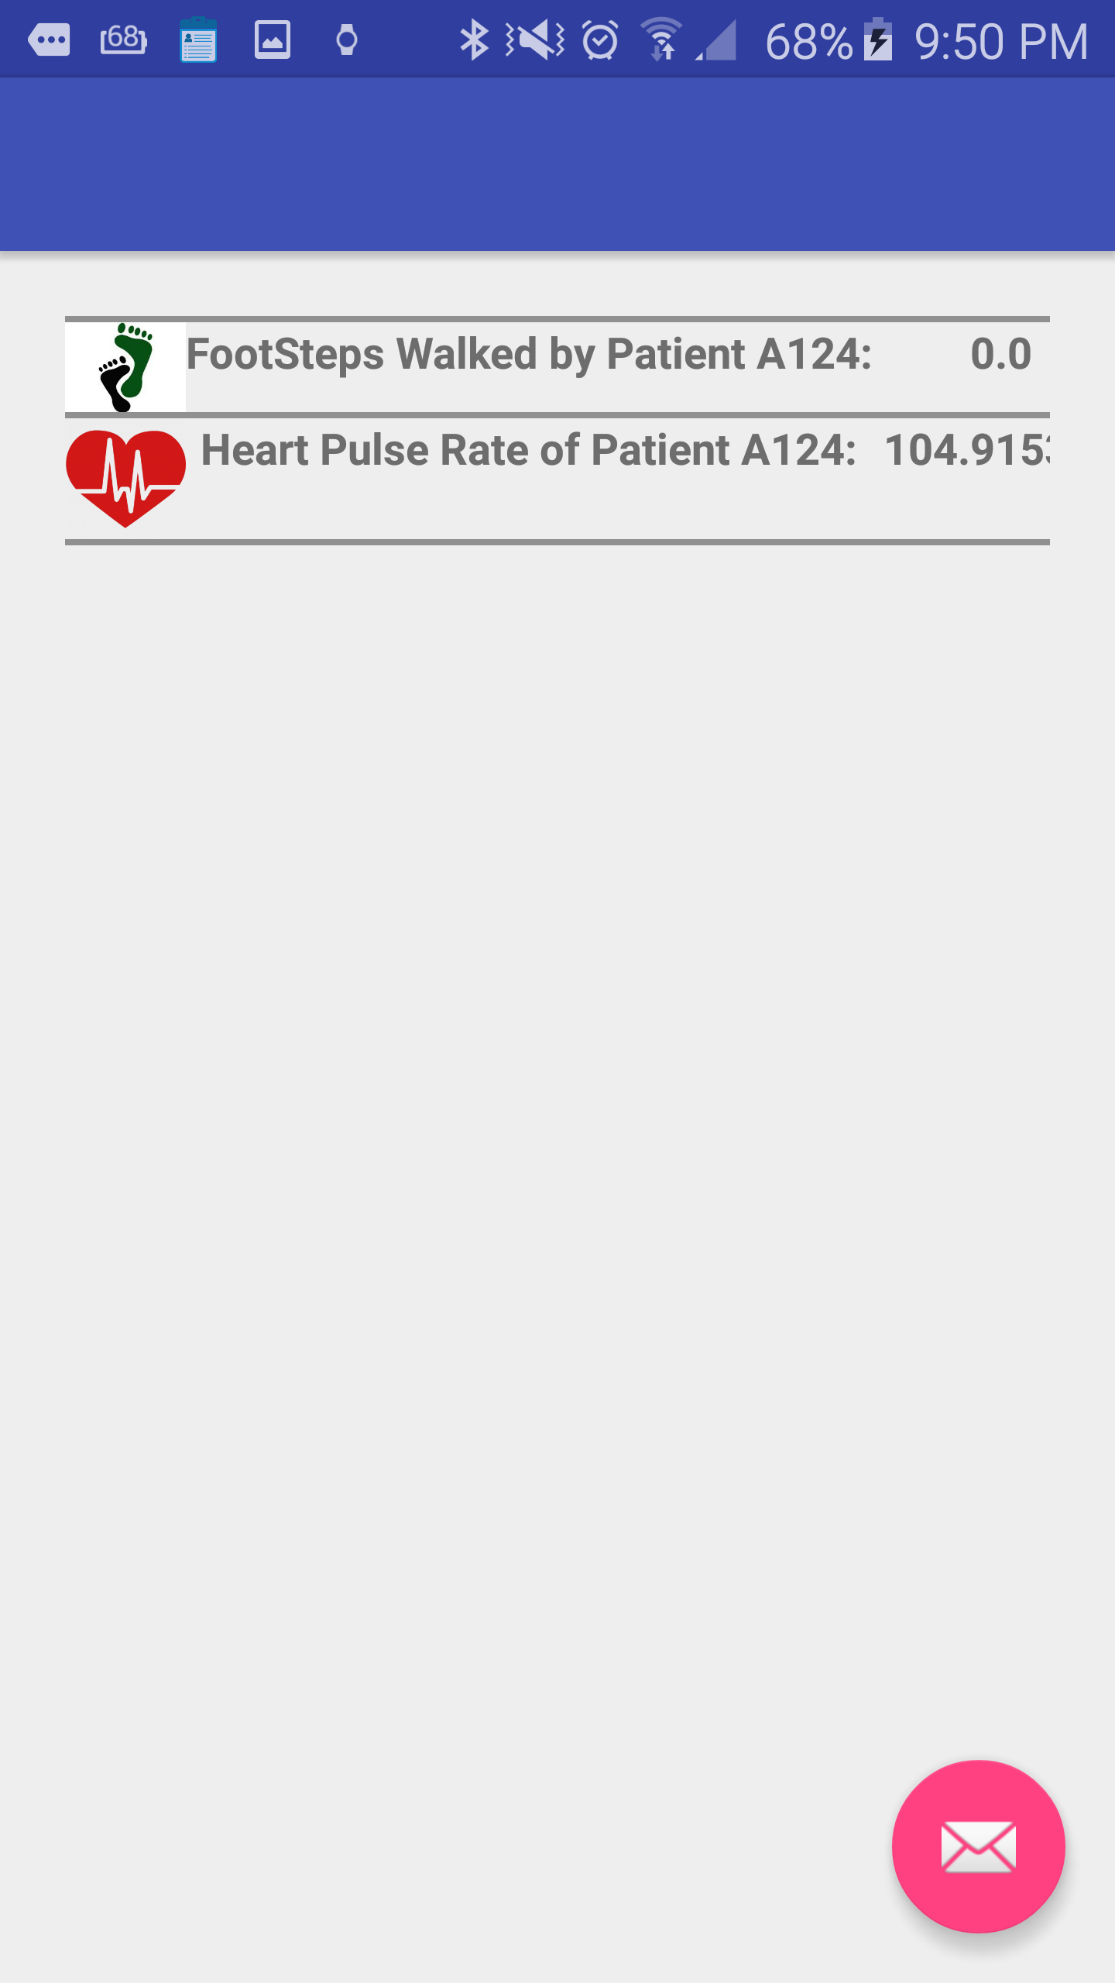 68 68% 9:50 PM
FootSteps Walked by Patient A124: 0.0
Heart Pulse Rate of Patient A124: 104.915